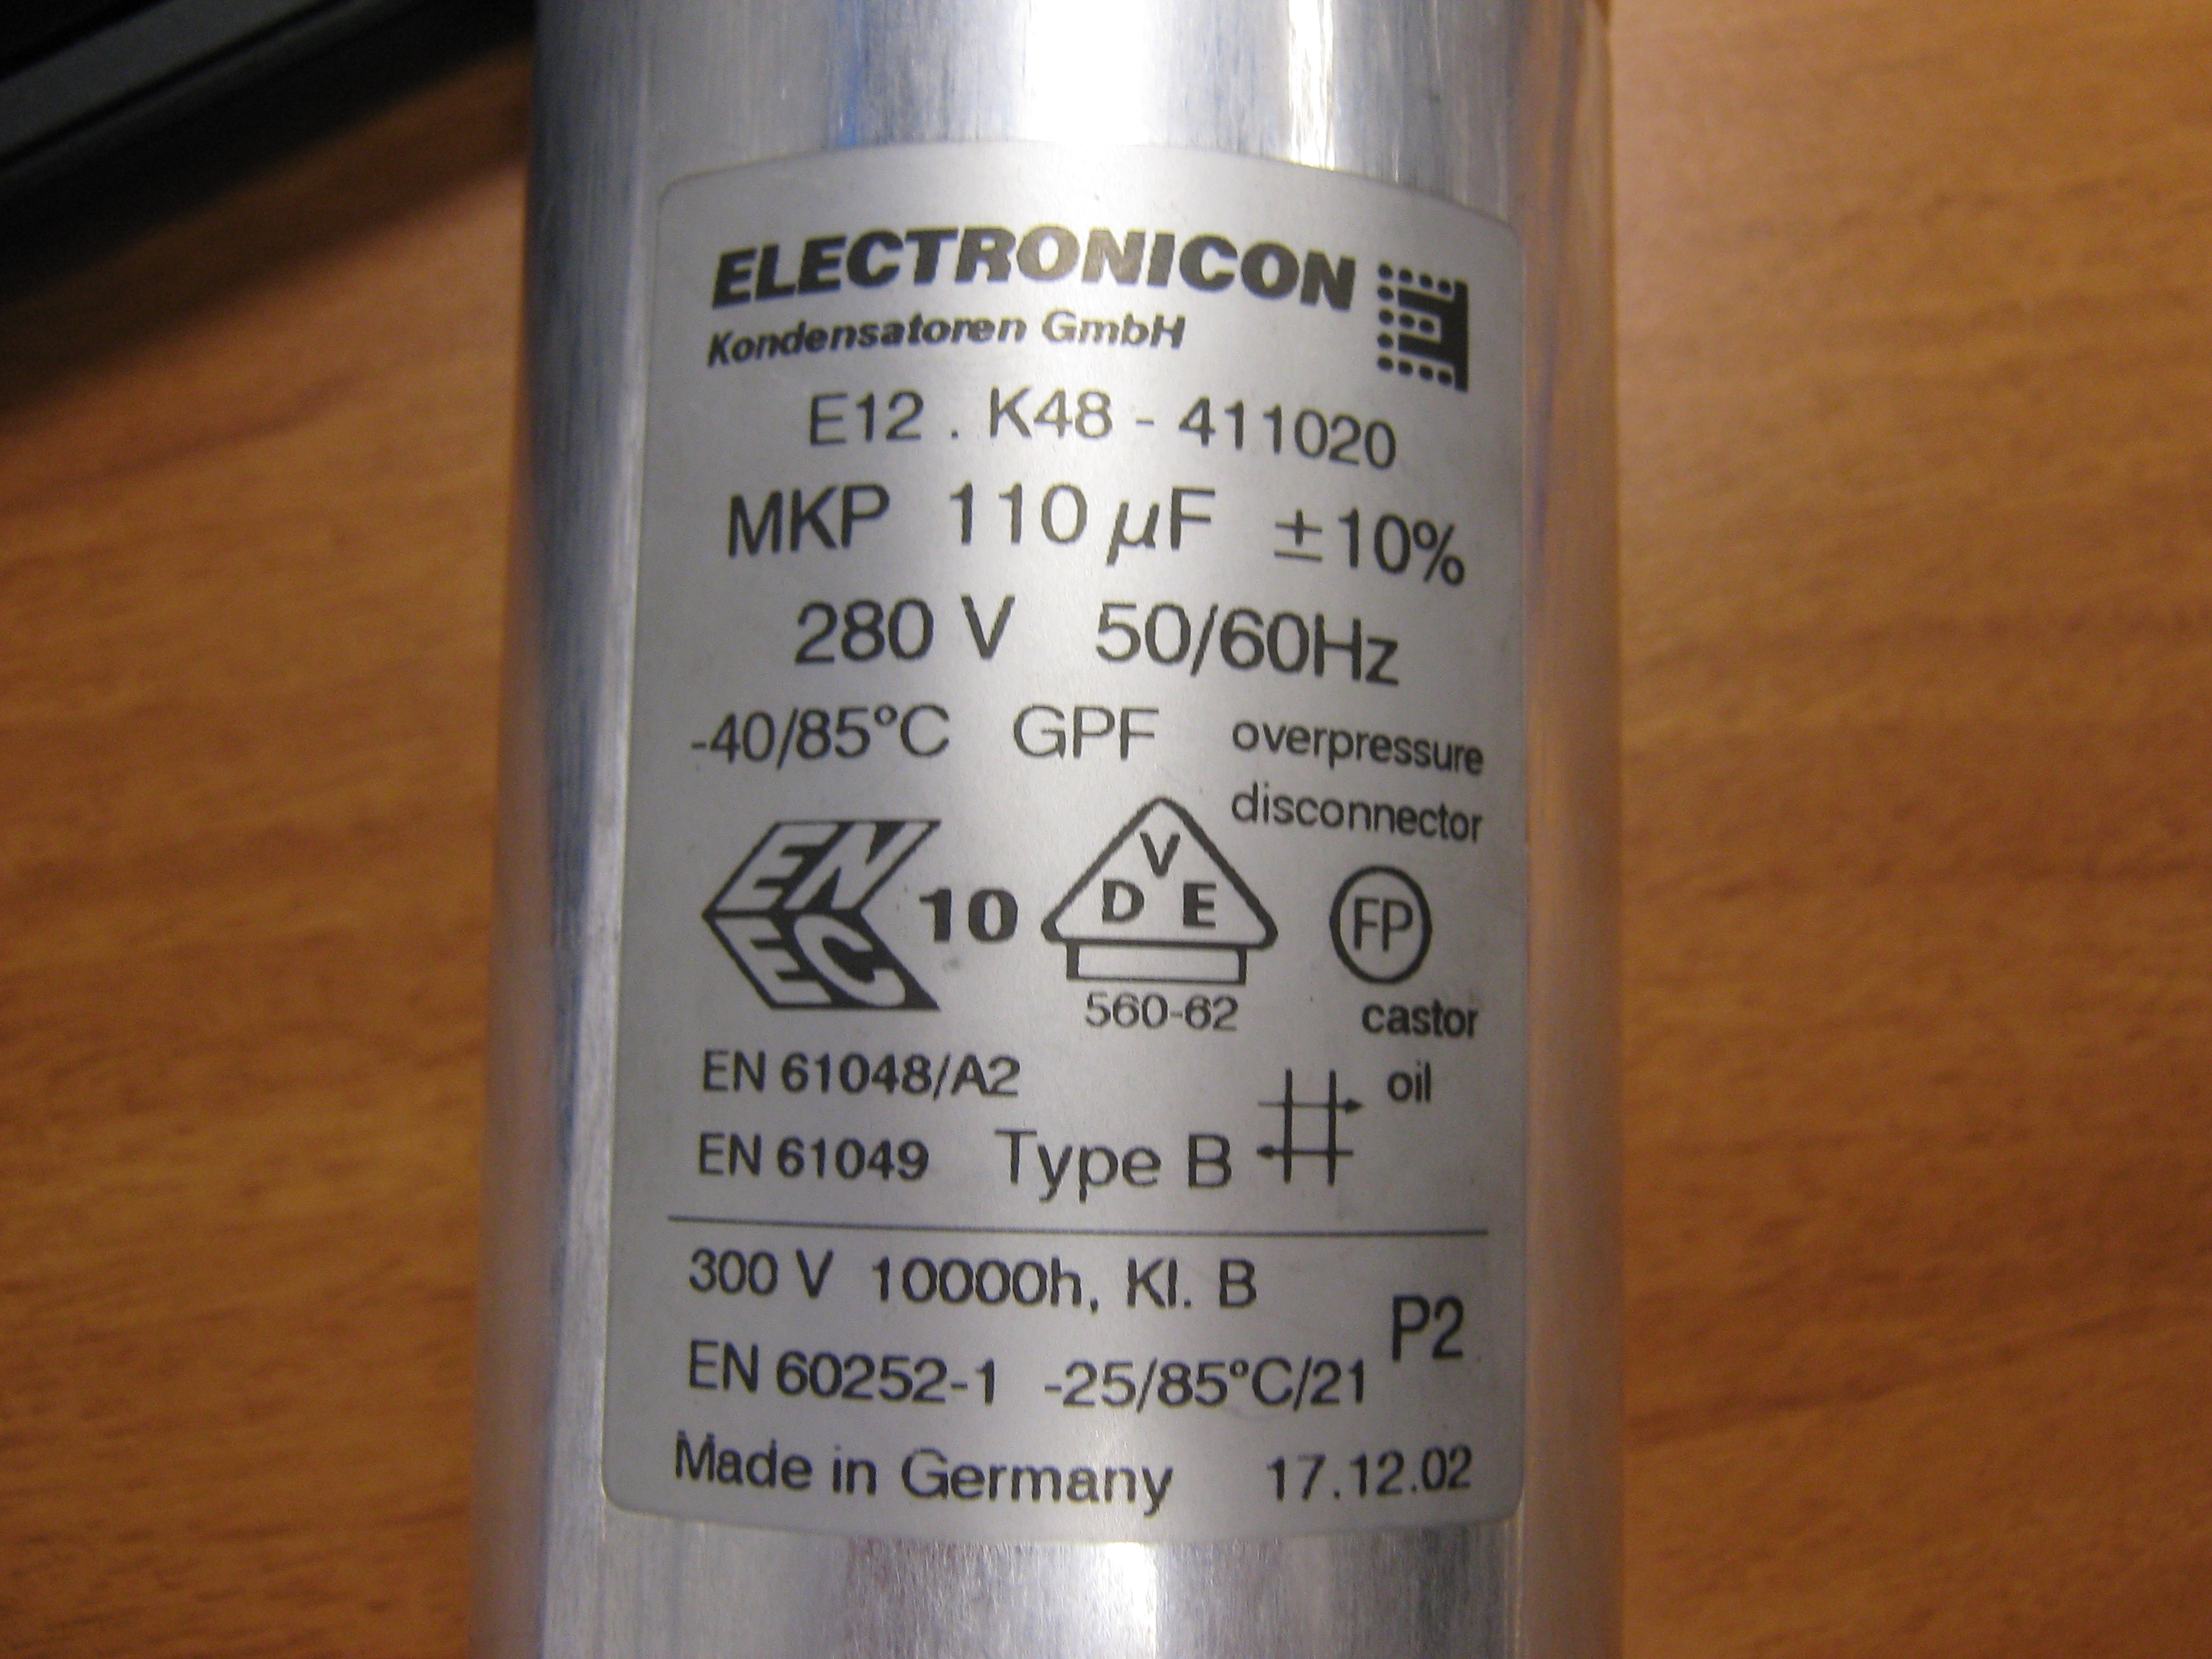 ELECTRONICON
Kondensatoren GmbH
E12 . K48 - 411020
MKP 110 µF ±10%
280 V 50/60Hz
-40/85°C GPF overpressure
disconnector
EN
EC
10
V
D E
560-62
FP
castor
oil
EN 61048/A2
EN 61049 Type B
300 V 10000h, Kl. B
P2
EN 60252-1 -25/85°C/21
Made in Germany 17.12.02